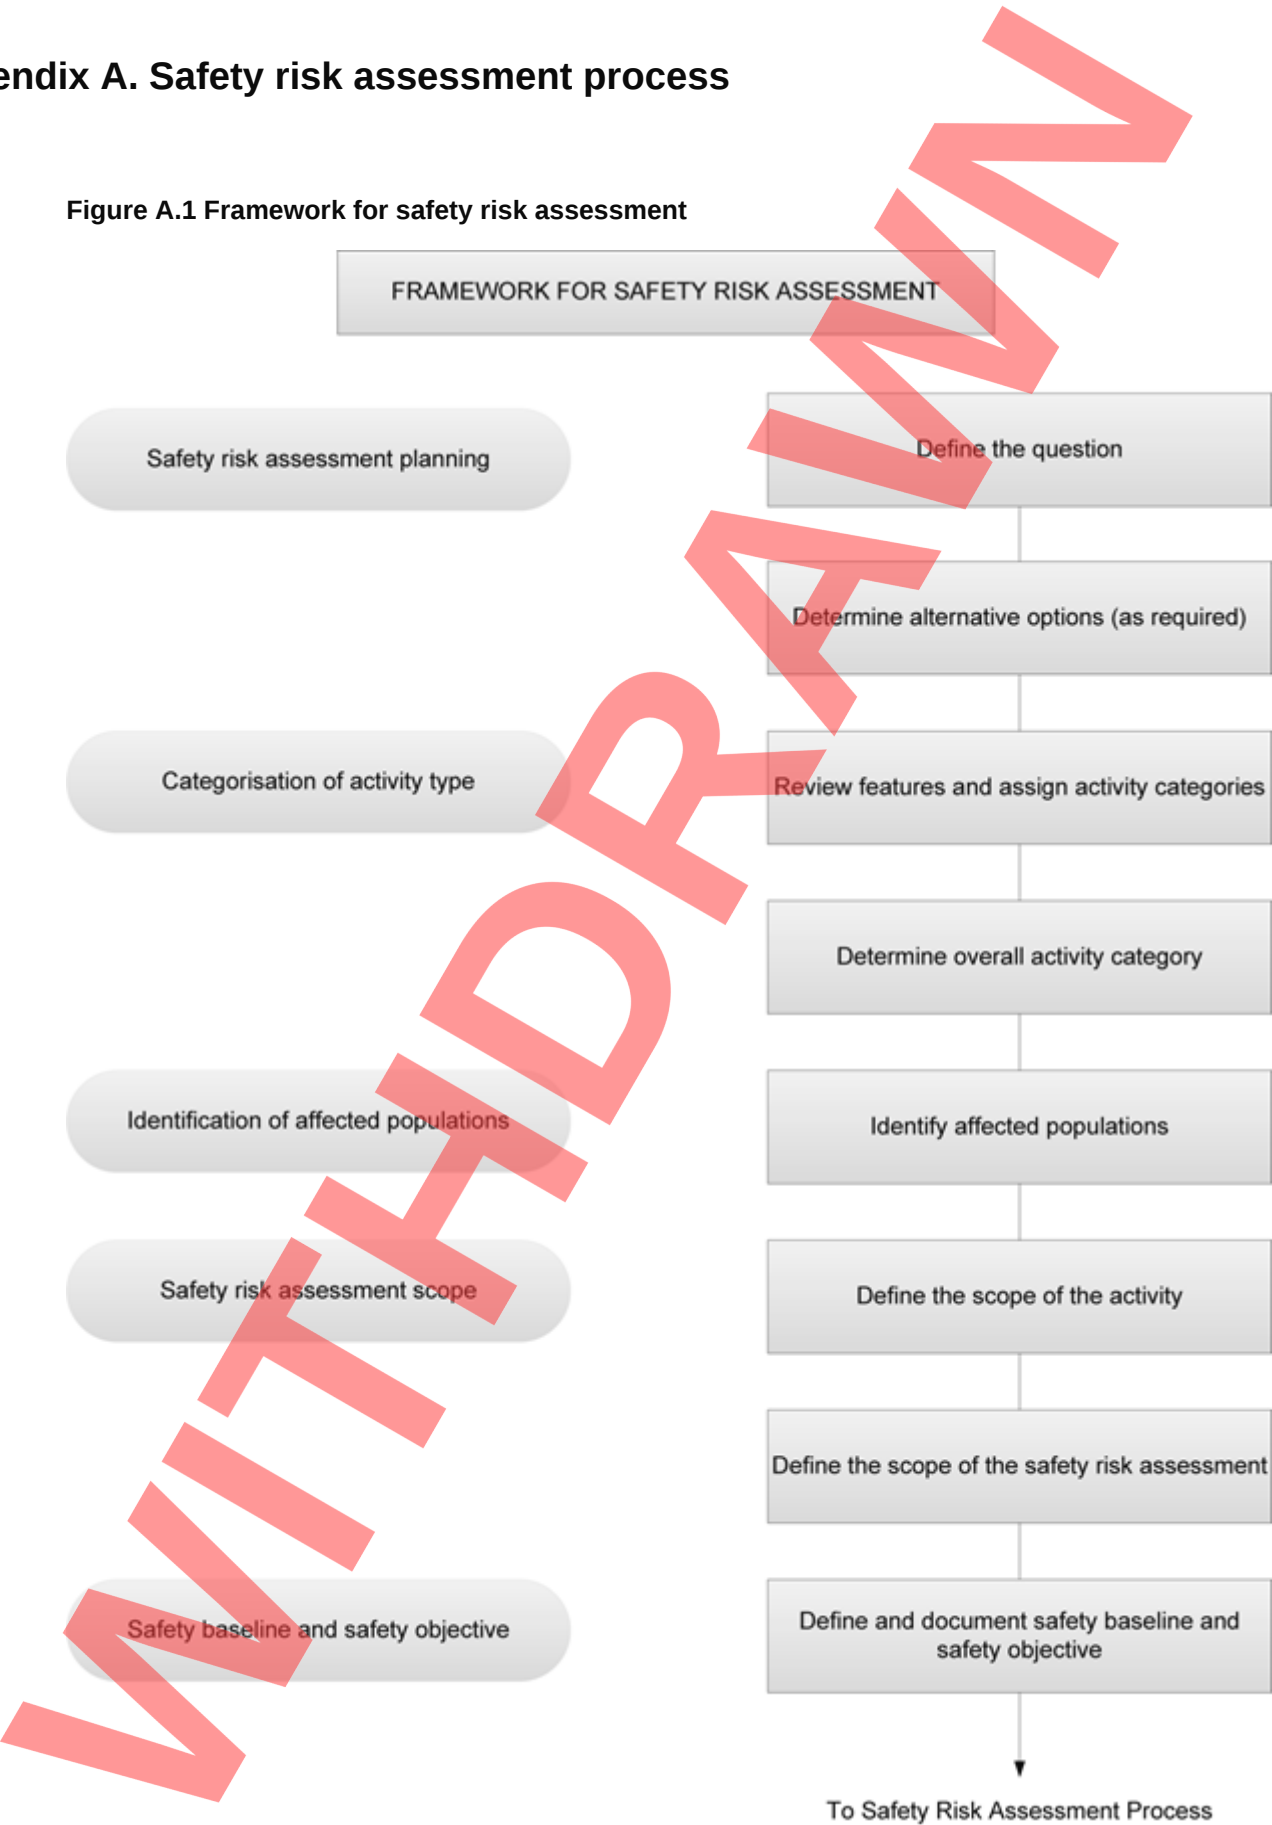 endix A. Safety risk assessment process
Figure A.1 Framework for safety risk assessment
FRAMEWORK FOR SAFETY RISK ASSESSMENT
Safety risk assessment planning
Define the question
Determine alternative options (as required)
Categorisation of activity type
Review features and assign activity categories
Determine overall activity category
Identification of affected populations
Identify affected populations
Safety risk assessment scope
Define the scope of the activity
Define the scope of the safety risk assessment
Safety baseline and safety objective
Define and document safety baseline and
safety objective
To Safety Risk Assessment Process
WITHDRAWN